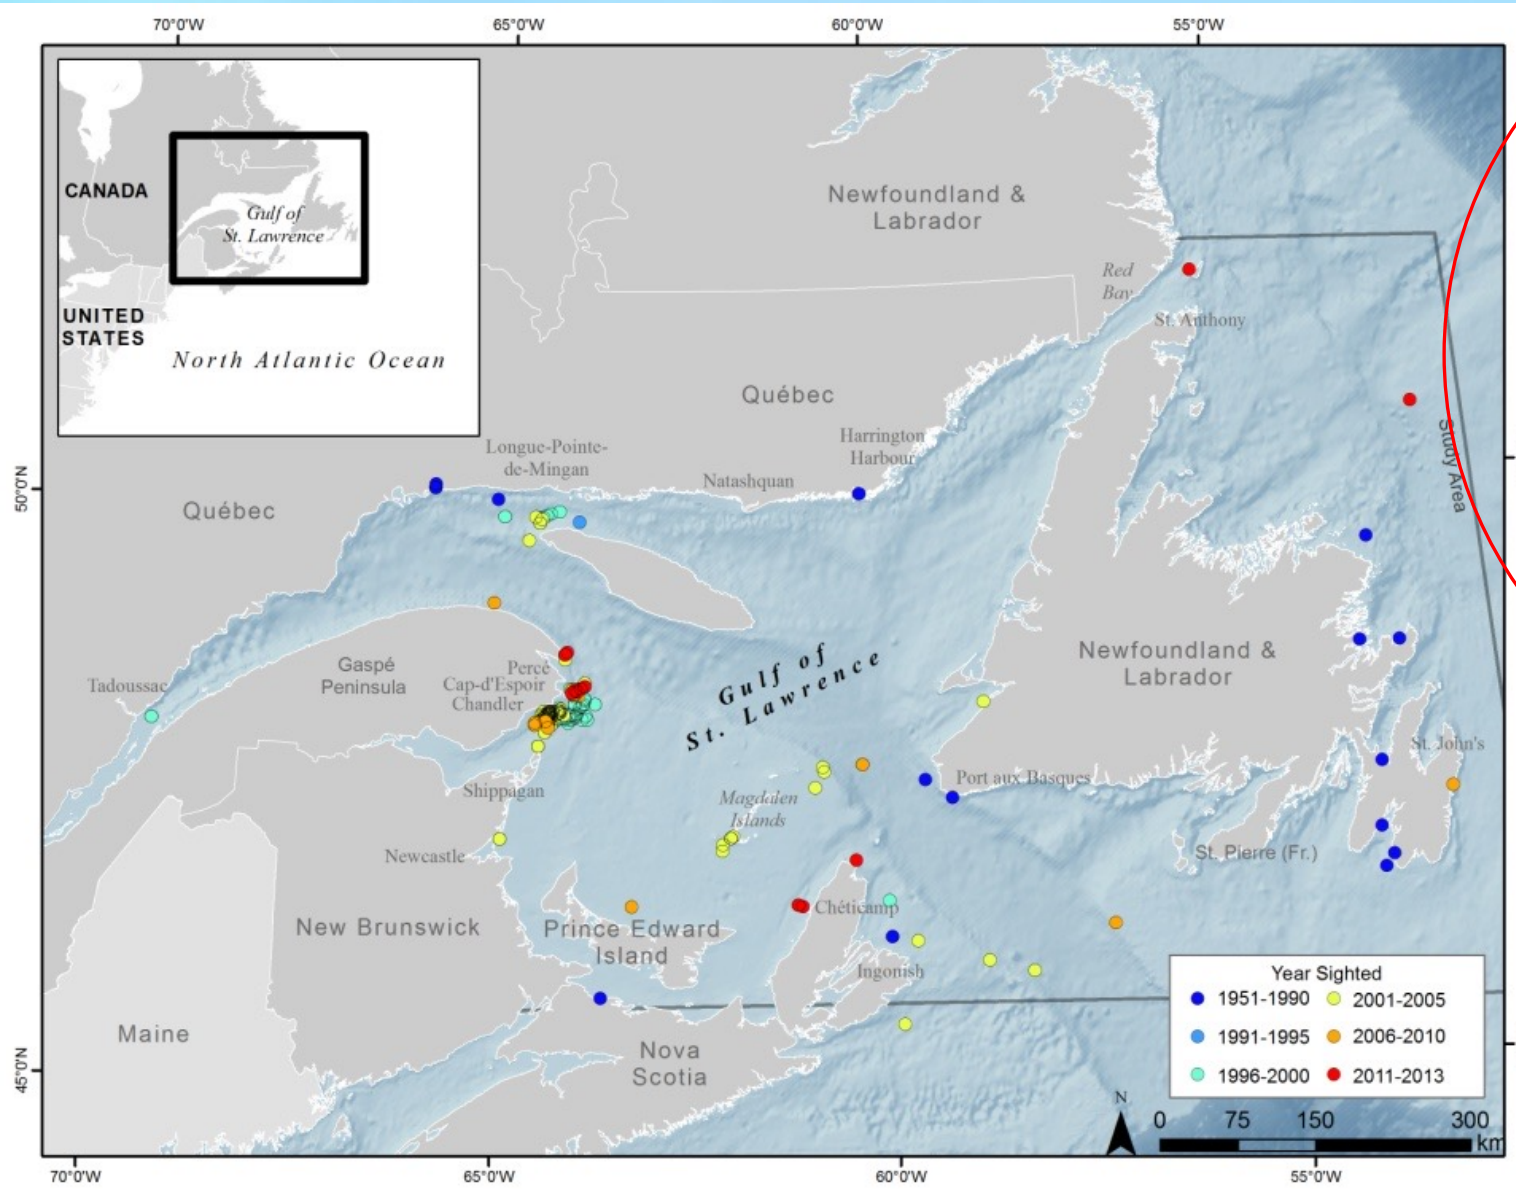 70°0'W
65°0'W
60°0'W
55°0'W
CANADA
Gulf of
St. Lawrence
UNITED
STATES
North Atlantic Ocean
Newfoundland &
Labrador
Red
Bay
St. Anthony
Québec
Harrington
Harbour
Longue-Pointe-
de-Mingan
Natashquan
50°0'N
Québec
Study Area
Gulf of
St. Lawrence
Newfoundland &
Labrador
Gaspé
Peninsula
Percé
Cap-d'Espoir
Chandler
Tadoussac
St. John's
Port aux Basques
Shippagan
Magdalen
Islands
Newcastle
St. Pierre (Fr.)
Chéticamp
New Brunswick
Prince Edward
Island
Ingonish
Maine
Nova
Scotia
45°0'N
Year Sighted
1951-1990
2001-2005
1991-1995
2006-2010
1996-2000
2011-2013
N
0 75 150 300
km
70°0'W
65°0'W
60°0'W
55°0'W